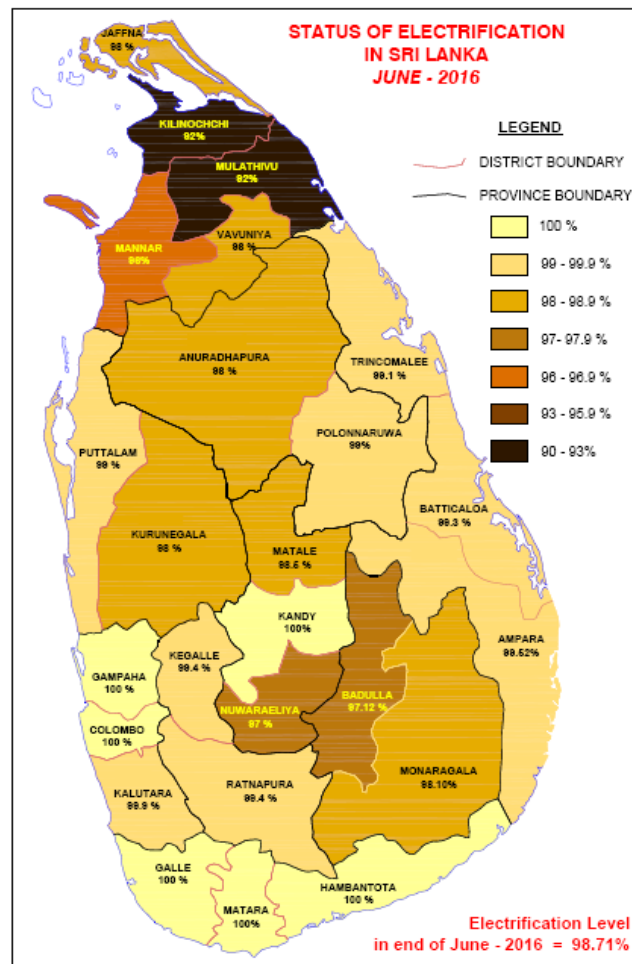 STATUS OF ELECTRIFICATION
IN SRI LANKA
JUNE - 2016
JAFFNA
98 %
KILINOCHCHI
92%
MULATHIVU
92%
LEGEND
DISTRICT BOUNDARY
PROVINCE BOUNDARY
100 %
99 - 99.9 %
98 - 98.9 %
97- 97.9 %
96 - 96.9 %
93 - 95.9 %
90 - 93%
MANNAR
VAVUNIYA
98 %
ANURADHAPURA
98 %
TRINCOMALEE
99.1 %
PUTTALAM
99 %
POLONNARUWA
99%
BATTICALOA
99.3 %
KURUNEGALA
98 %
MATALE
98.5 %
KANDY
100%
AMPARA
99.52%
KEGALLE
99.4 %
GAMPAHA
100 %
NUWARAELIYA
97 %
BADULLA
97.12 %
COLOMBO
100 %
MONARAGALA
98.10%
KALUTARA
99.9 %
RATNAPURA
99.4 %
GALLE
100 %
MATARA
100%
HAMBANTOTA
100 %
Electrification Level
in end of June - 2016 = 98.71%